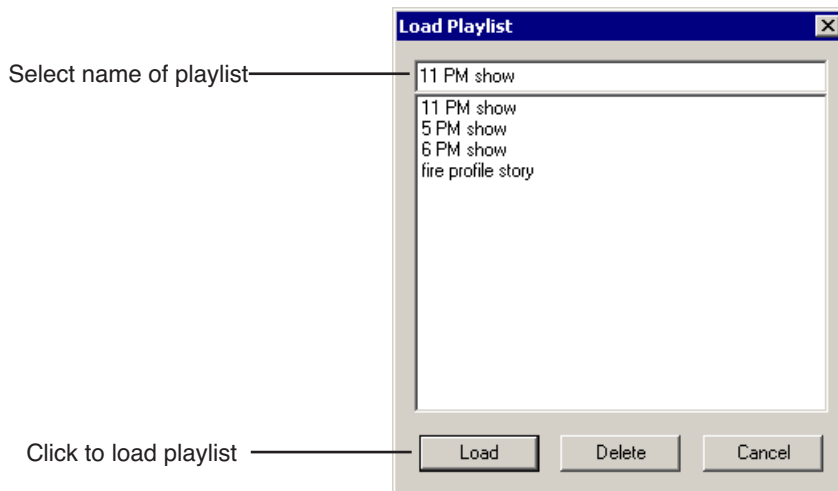 Load Playlist
Select name of playlist
11 PM show
11 PM show
5 PM show
6 PM show
fire profile story
Click to load playlist
Load Delete Cancel